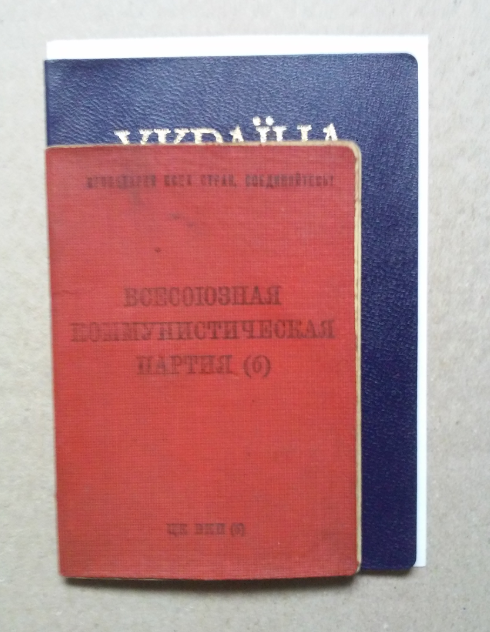 УКРАЇНА
ПРОЛЕТАРИИ ВСЕХ СТРАН, СОЕДИНЯЙТЕСЬ!
ВСЕСОЮЗНАЯ
КОММУНИСТИЧЕСКАЯ
ПАРТИЯ (б)
ЦК ВКП (б)